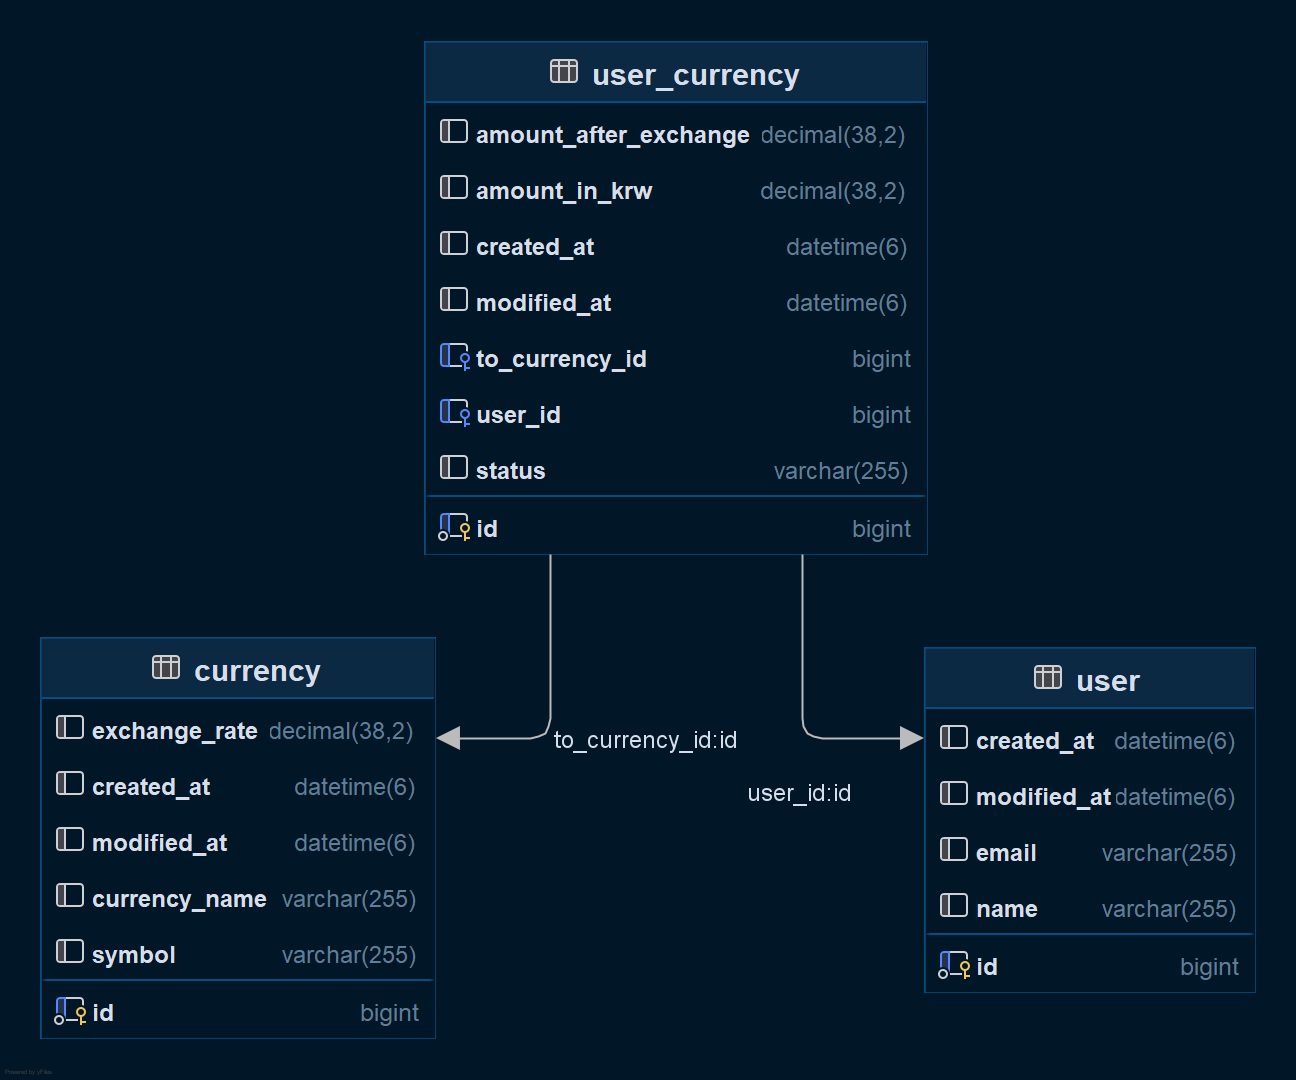 user_currency
amount_after_exchange decimal(38,2)
amount_in_krw decimal(38,2)
created_at datetime(6)
modified_at datetime(6)
to_currency_id bigint
user_id bigint
status varchar(255)
id bigint
currency
exchange_rate decimal(38,2)
created_at datetime(6)
modified_at datetime(6)
currency_name varchar(255)
symbol varchar(255)
id bigint
to_currency_id:id
user_id:id
user
created_at datetime(6)
modified_at datetime(6)
email varchar(255)
name varchar(255)
id bigint
Powered by yFiles